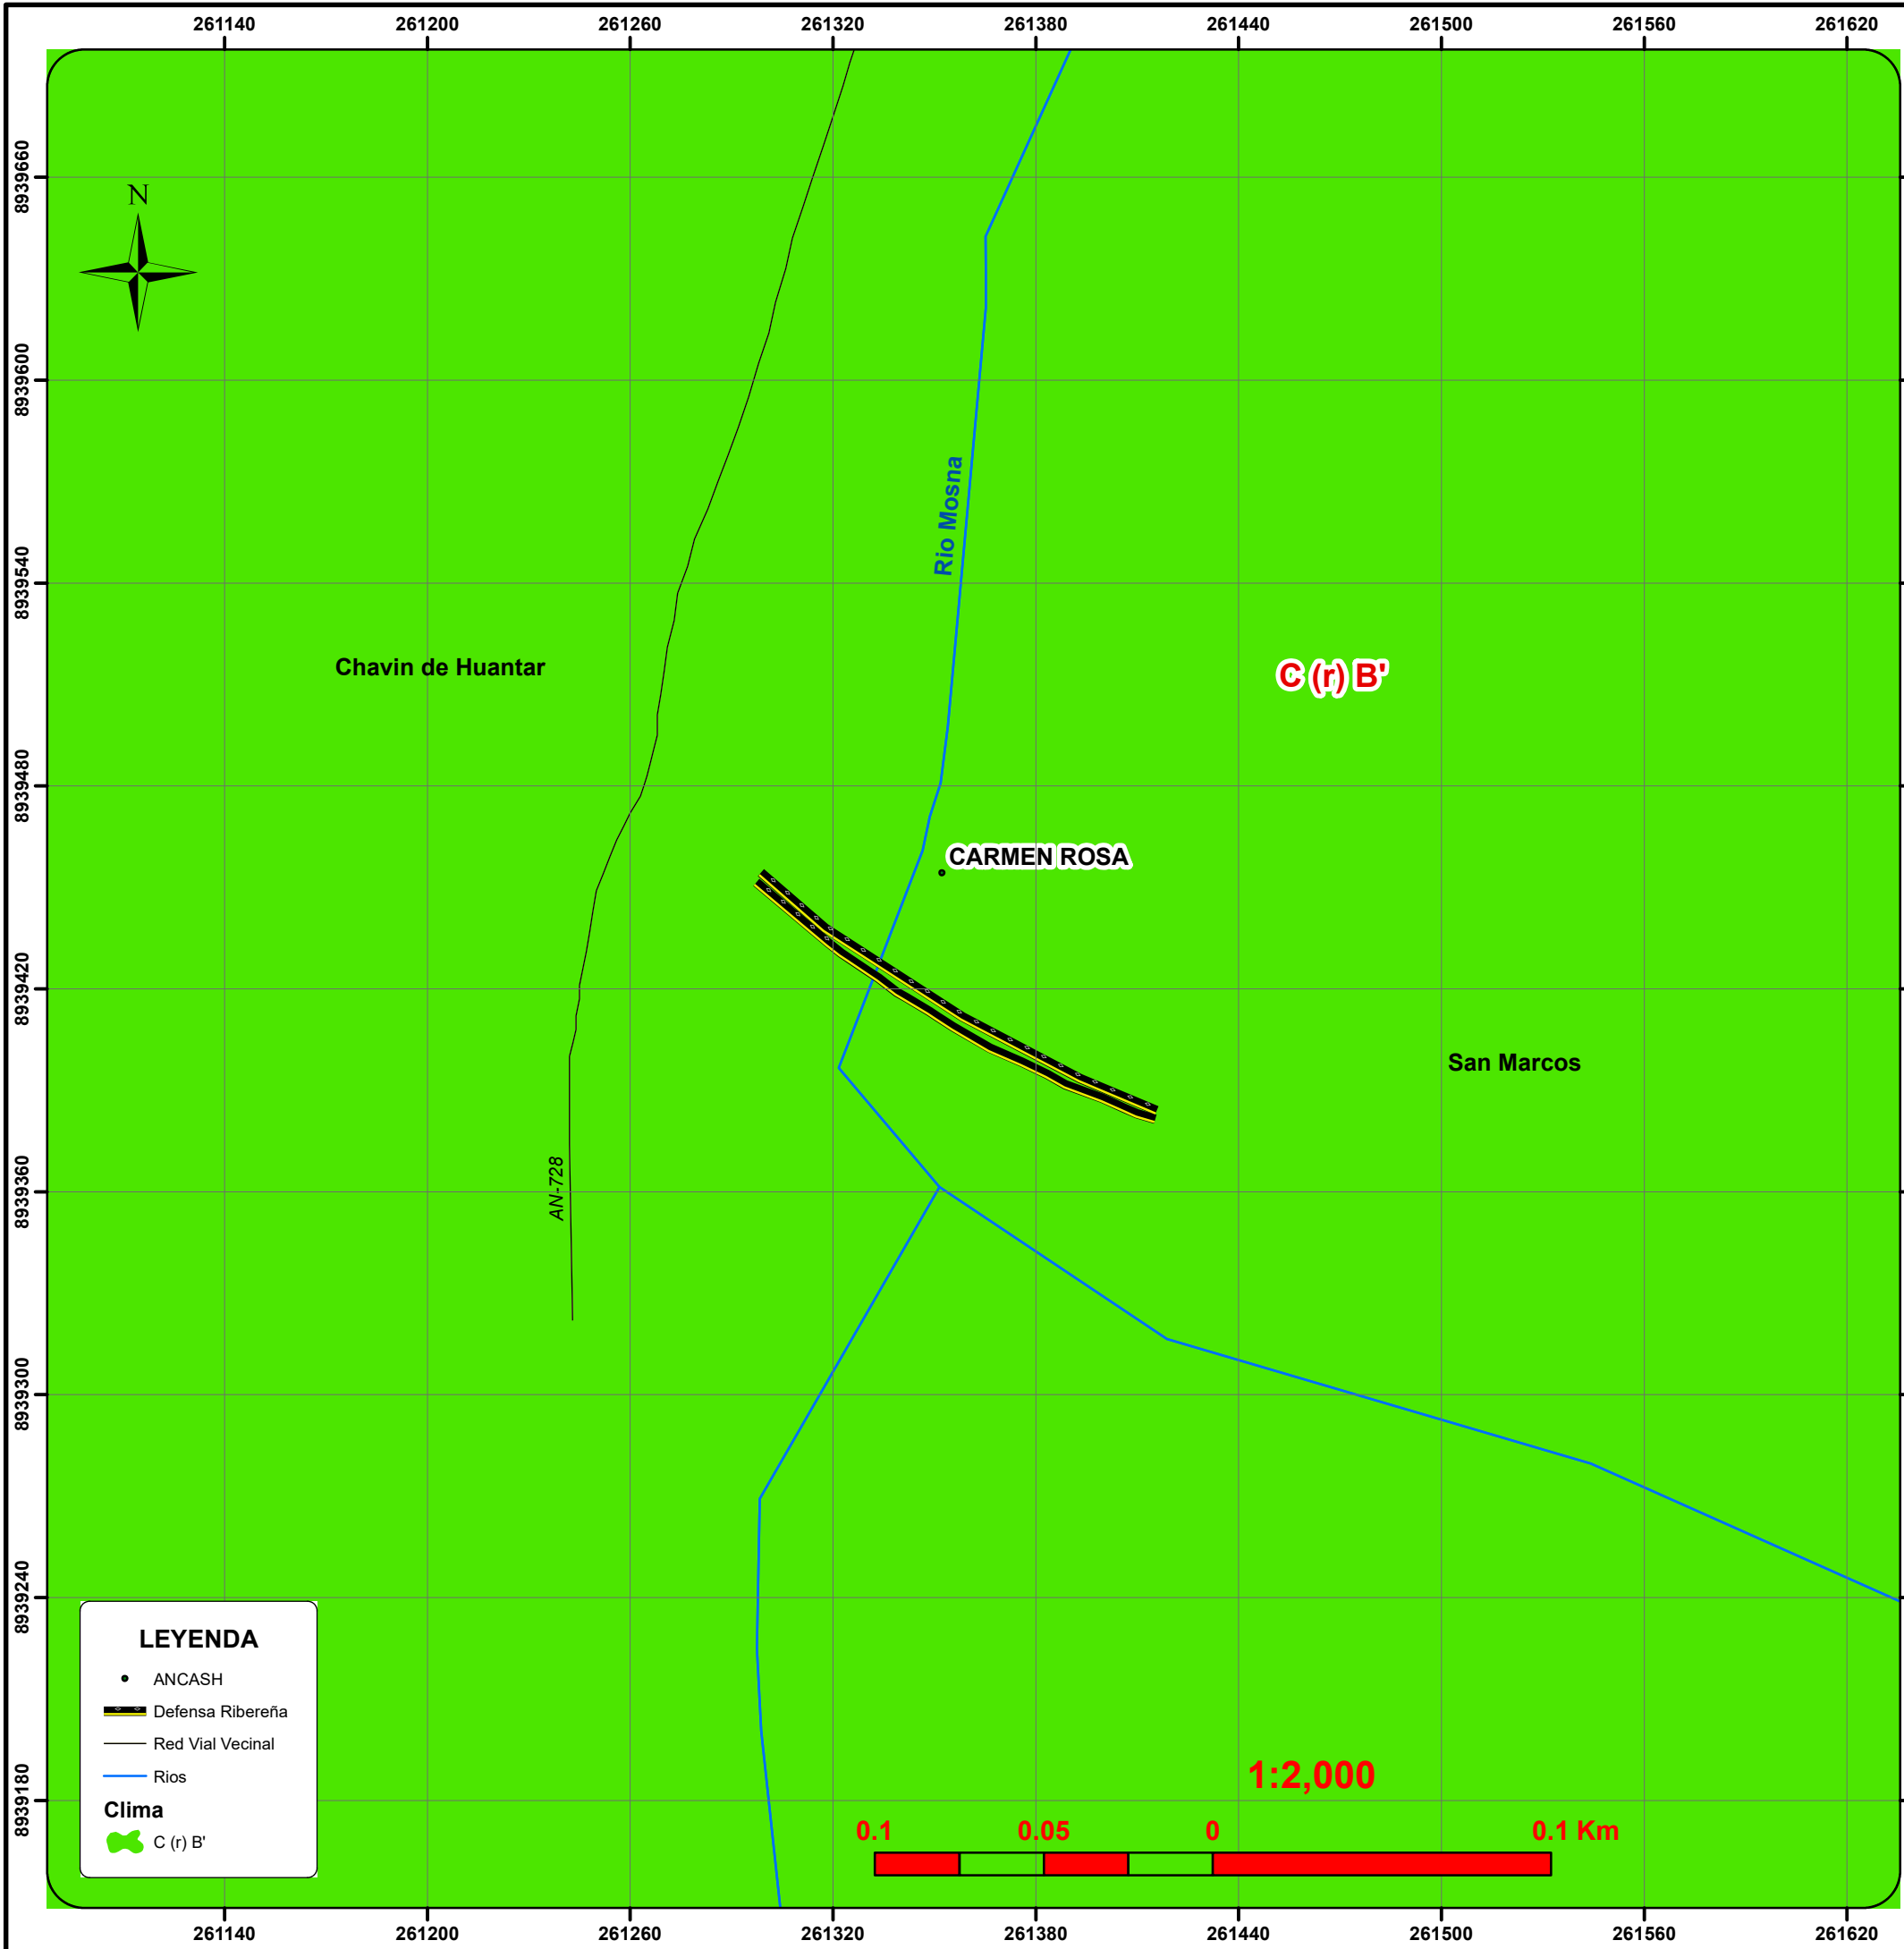 261140 261200 261260 261320 261380 261440 261500 261560 261620
8939660
N
8939600
Rio Mosna
8939540
Chavin de Huantar
C (r) B'
8939480
CARMEN ROSA
8939420
San Marcos
AN-728
8939360
8939300
8939240
LEYENDA
ANCASH
Defensa Ribereña
Red Vial Vecinal
Rios
Clima
C (r) B'
8939180
1:2,000
0.1 0.05 0 0.1 Km
261140 261200 261260 261320 261380 261440 261500 261560 261620